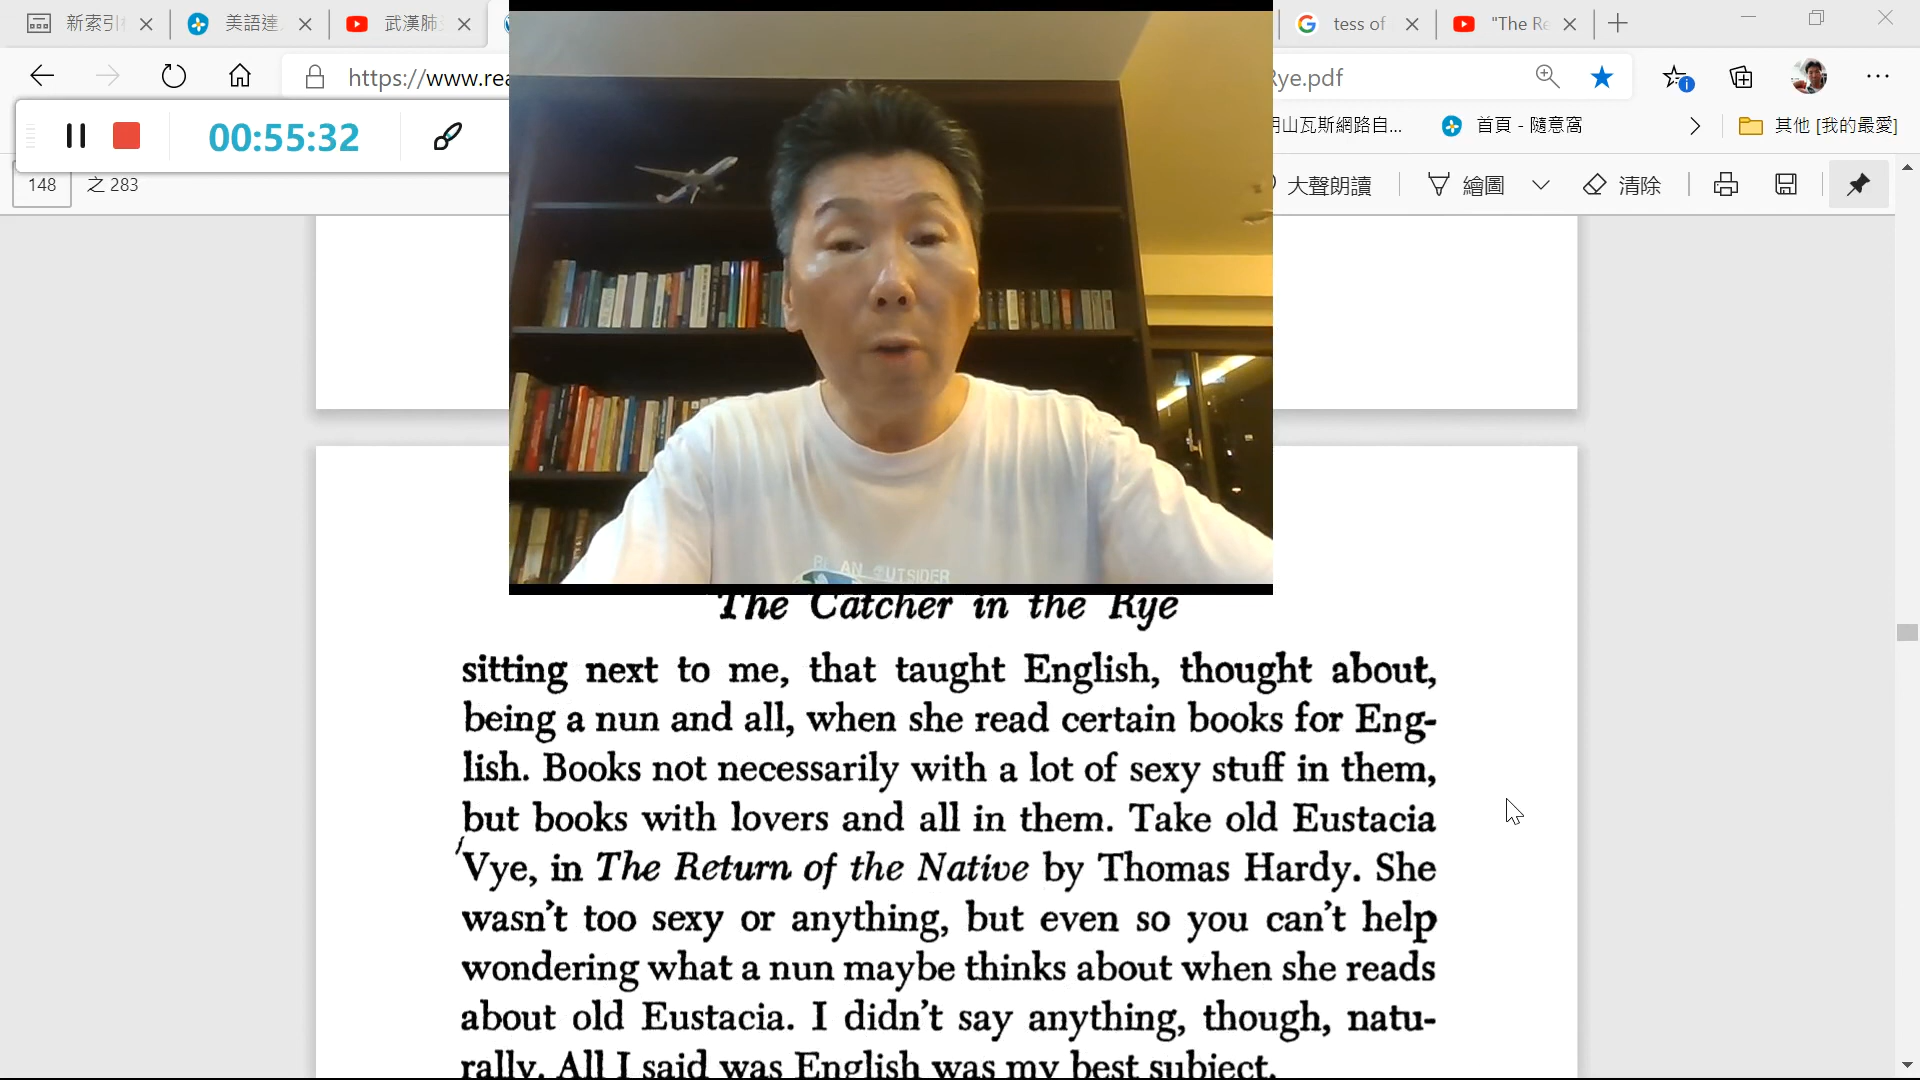 新索引
美語達
武漢肺
tess of
"The Re
https://www.rea
Rye.pdf
山瓦斯網路自...
首頁 - 隨意窩
其他 [我的最愛]
00:55:32
148
之 283
大聲朗讀
繪圖
清除
AN OUTSIDER
The Catcher in the Rye
sitting next to me, that taught English, thought about,
being a nun and all, when she read certain books for Eng-
lish. Books not necessarily with a lot of sexy stuff in them,
but books with lovers and all in them. Take old Eustacia
Vye, in The Return of the Native by Thomas Hardy. She
wasn't too sexy or anything, but even so you can't help
wondering what a nun maybe thinks about when she reads
about old Eustacia. I didn't say anything, though, natu-
rally. All I said was English was my best subject.